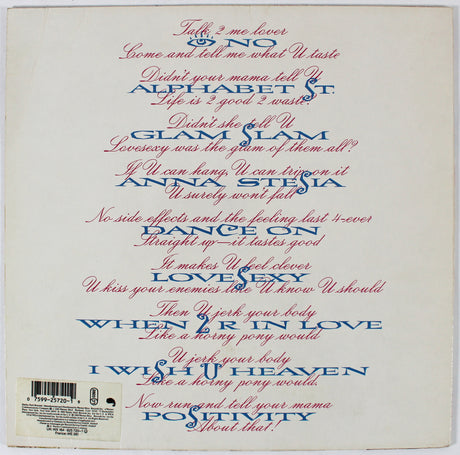 Talk 2 me lover
👁 NO
Come and tell me what U taste
Didn't your mama tell U
ALPHABET ST.
Life is 2 good 2 waste!
Didn't she tell U
GLAM SLAM
Lovesexy was the glam of them all?
If U can hang, U can trip on it
ANNA STESIA
U surely won't fall
No side effects and the feeling last 4-ever
DANCE ON
Straight up—it tastes good
It makes U feel clever
LOVESEXY
U kiss your enemies like U know U should
Then U jerk your body
WHEN 2 R IN LOVE
Like a horny pony would
U jerk your body
I WISH U HEAVEN
Like a horny pony would.
Now run and tell your mama
POSITIVITY
About that!
0 7599-25720-1